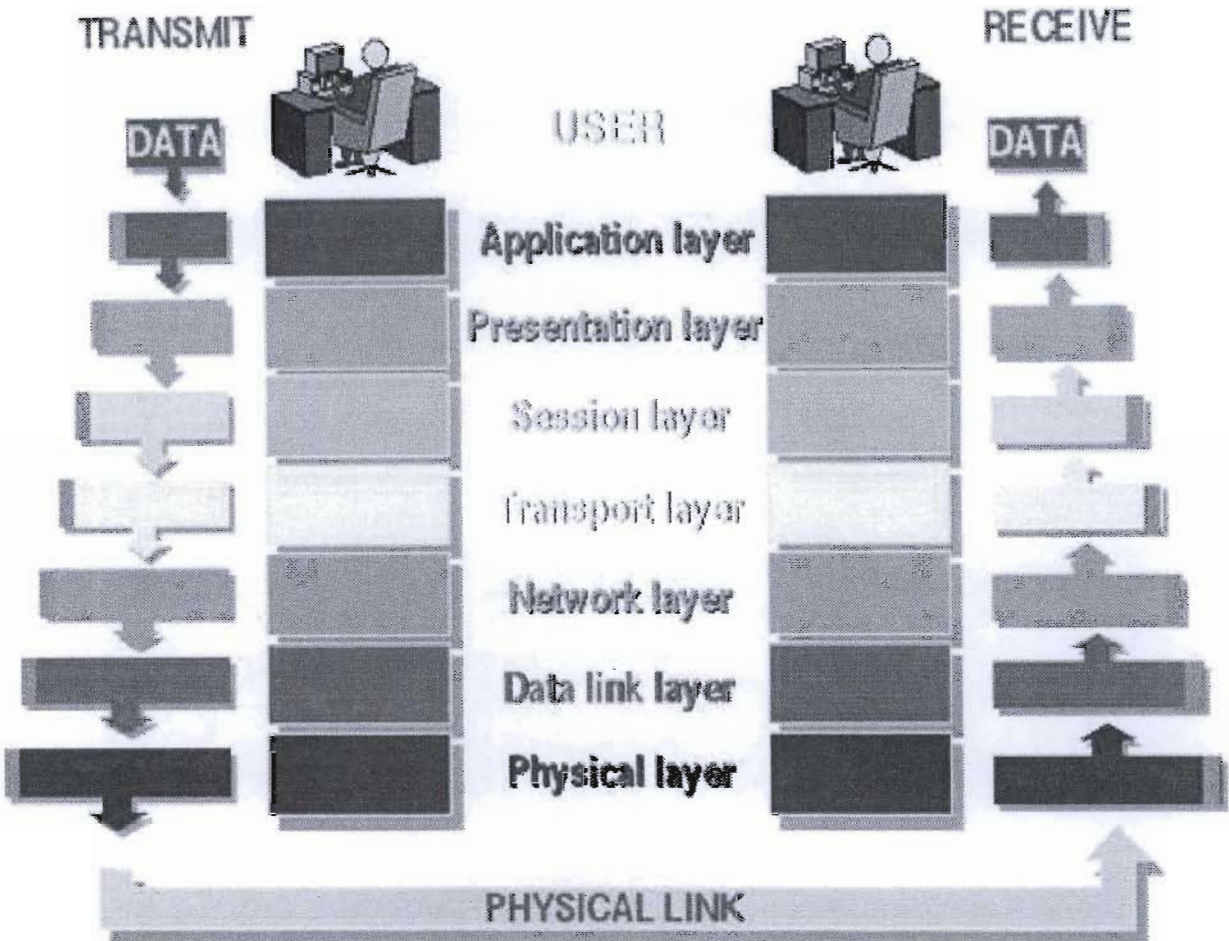 TRANSMIT
RECEIVE
USER
DATA
DATA
Application layer
Presentation layer
Session layer
Transport layer
Network layer
Data link layer
Physical layer
PHYSICAL LINK